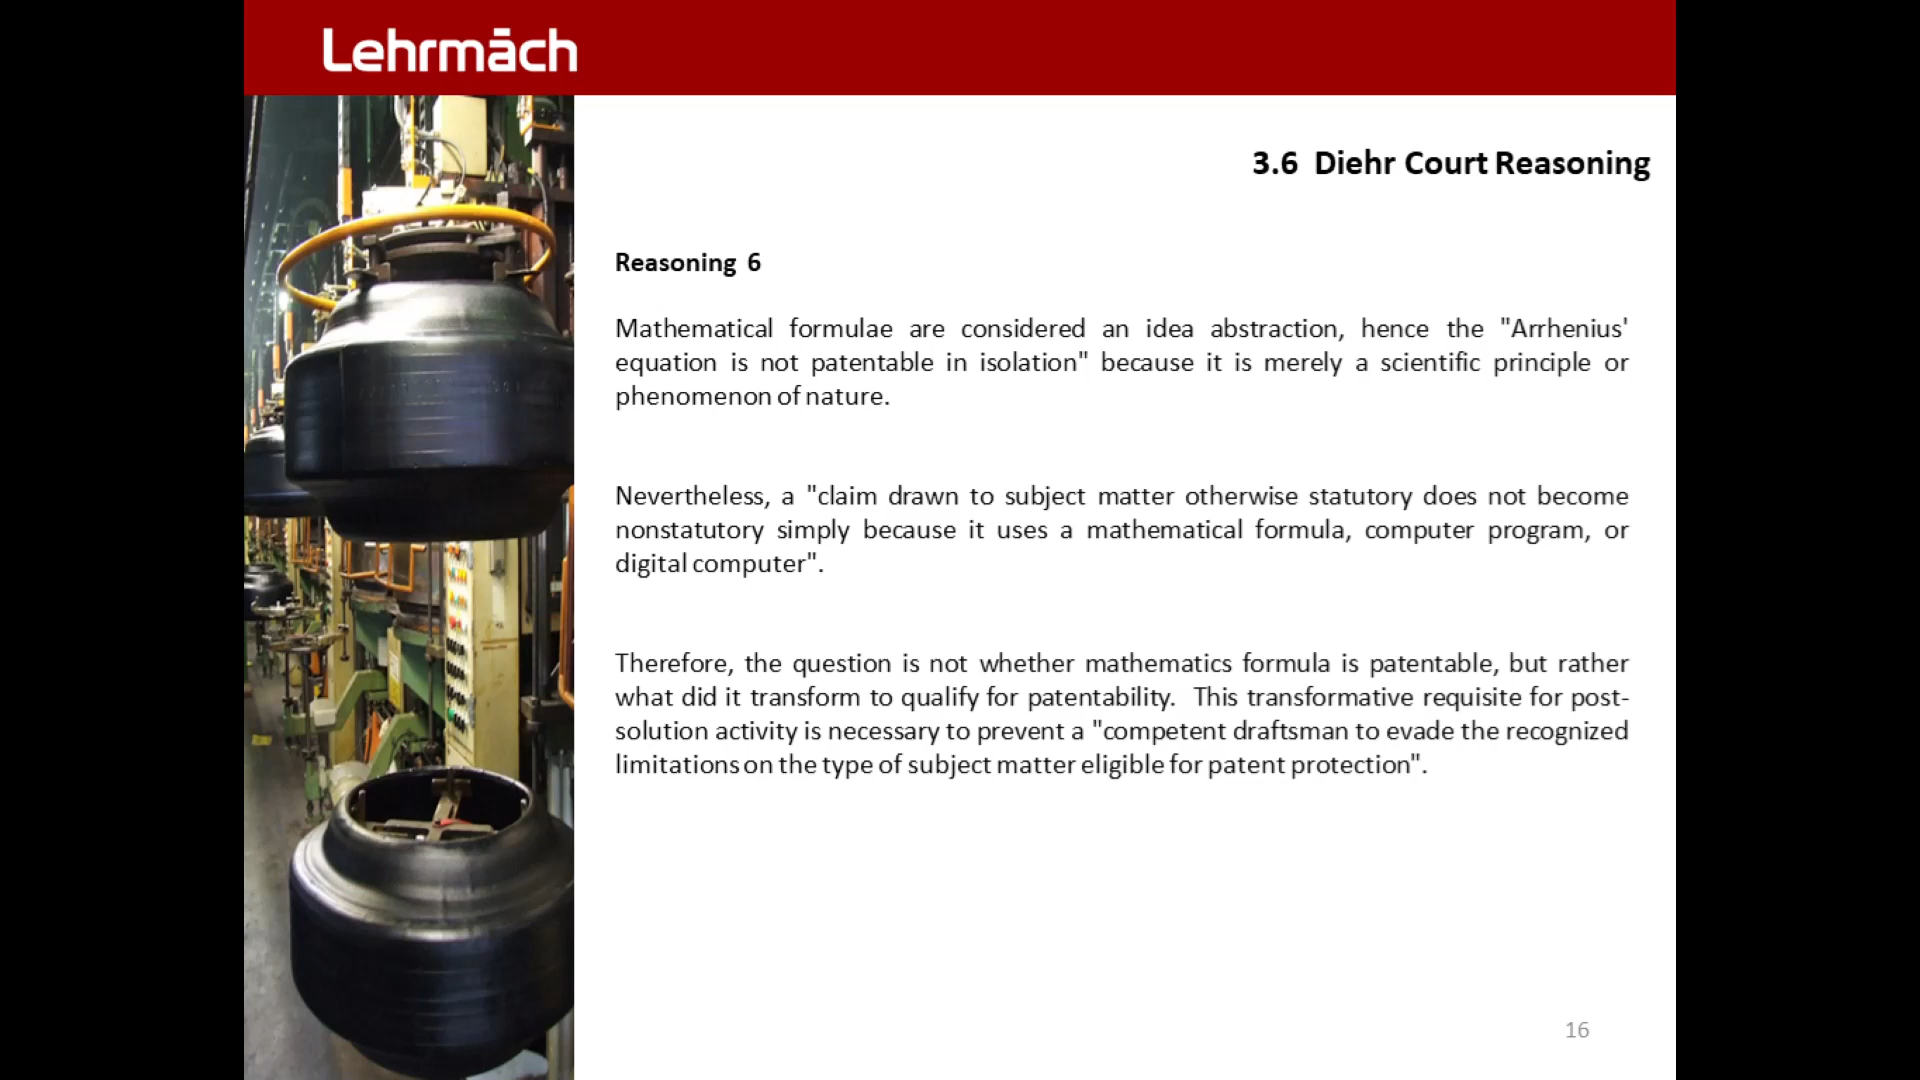 Lehrmāch
3.6 Diehr Court Reasoning
Reasoning 6
Mathematical formulae are considered an idea abstraction, hence the "Arrhenius'
equation is not patentable in isolation" because it is merely a scientific principle or
phenomenon of nature.
Nevertheless, a "claim drawn to subject matter otherwise statutory does not become
nonstatutory simply because it uses a mathematical formula, computer program, or
digital computer".
Therefore, the question is not whether mathematics formula is patentable, but rather
what did it transform to qualify for patentability. This transformative requisite for post-
solution activity is necessary to prevent a "competent draftsman to evade the recognized
limitations on the type of subject matter eligible for patent protection".
16